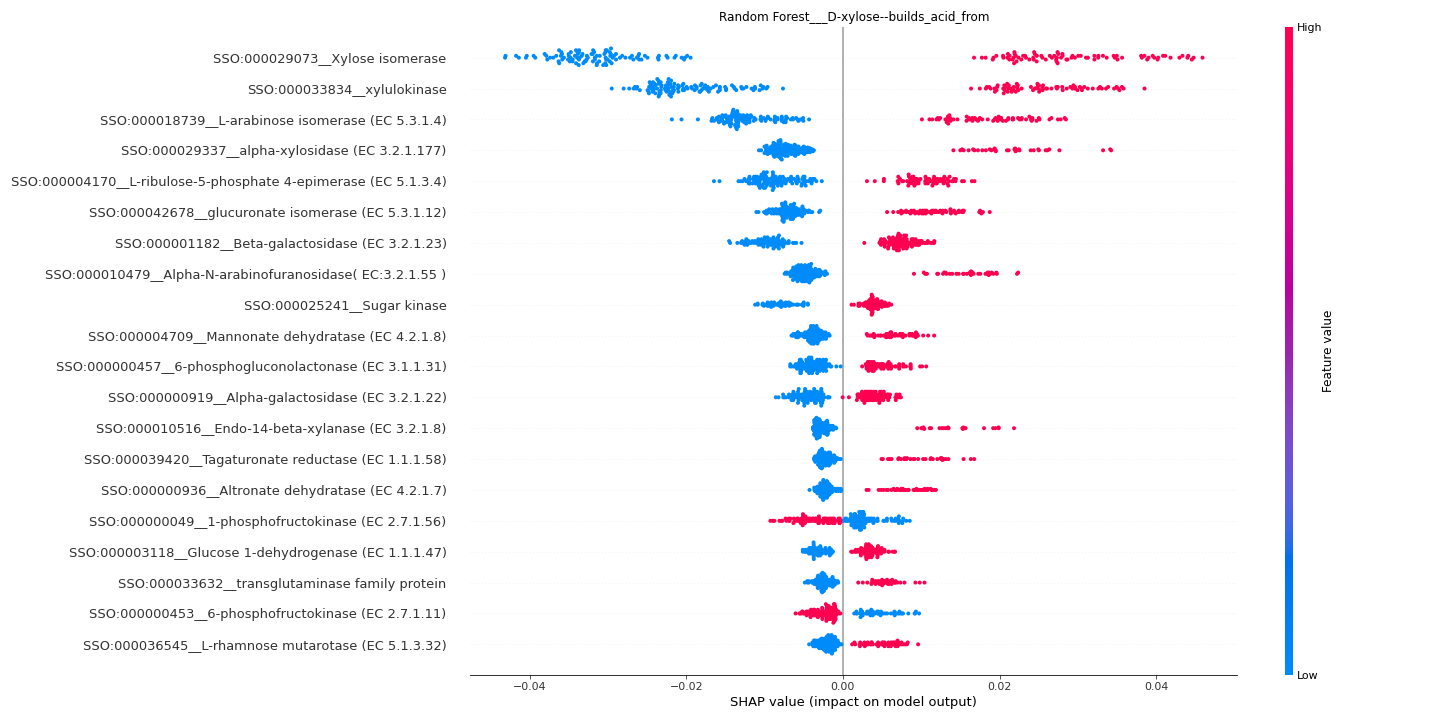 Random Forest___D-xylose--builds_acid_from
High
SSO:000029073__Xylose isomerase
SSO:000033834__xylulokinase
SSO:000018739__L-arabinose isomerase (EC 5.3.1.4)
SSO:000029337__alpha-xylosidase (EC 3.2.1.177)
SSO:000004170__L-ribulose-5-phosphate 4-epimerase (EC 5.1.3.4)
SSO:000042678__glucuronate isomerase (EC 5.3.1.12)
SSO:000001182__Beta-galactosidase (EC 3.2.1.23)
SSO:000010479__Alpha-N-arabinofuranosidase( EC:3.2.1.55 )
SSO:000025241__Sugar kinase
SSO:000004709__Mannonate dehydratase (EC 4.2.1.8)
SSO:000000457__6-phosphogluconolactonase (EC 3.1.1.31)
SSO:000000919__Alpha-galactosidase (EC 3.2.1.22)
SSO:000010516__Endo-14-beta-xylanase (EC 3.2.1.8)
SSO:000039420__Tagaturonate reductase (EC 1.1.1.58)
SSO:000000936__Altronate dehydratase (EC 4.2.1.7)
SSO:000000049__1-phosphofructokinase (EC 2.7.1.56)
SSO:000003118__Glucose 1-dehydrogenase (EC 1.1.1.47)
SSO:000033632__transglutaminase family protein
SSO:000000453__6-phosphofructokinase (EC 2.7.1.11)
SSO:000036545__L-rhamnose mutarotase (EC 5.1.3.32)
Feature value
Low
−0.04 −0.02 0.00 0.02 0.04
SHAP value (impact on model output)